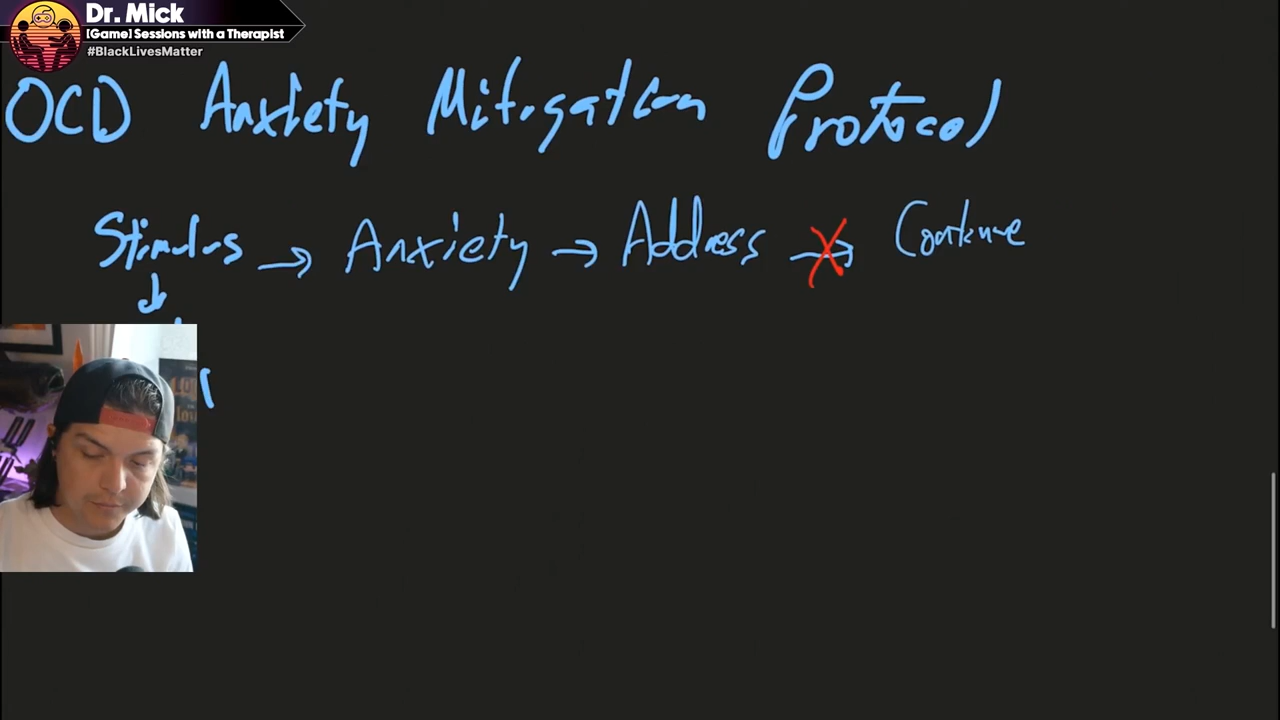 Dr. Mick
[Game] Sessions with a Therapist
#BlackLivesMatter
OCD Anxiety Mitigation Protocol
Stimulus → Anxiety → Address → Continue